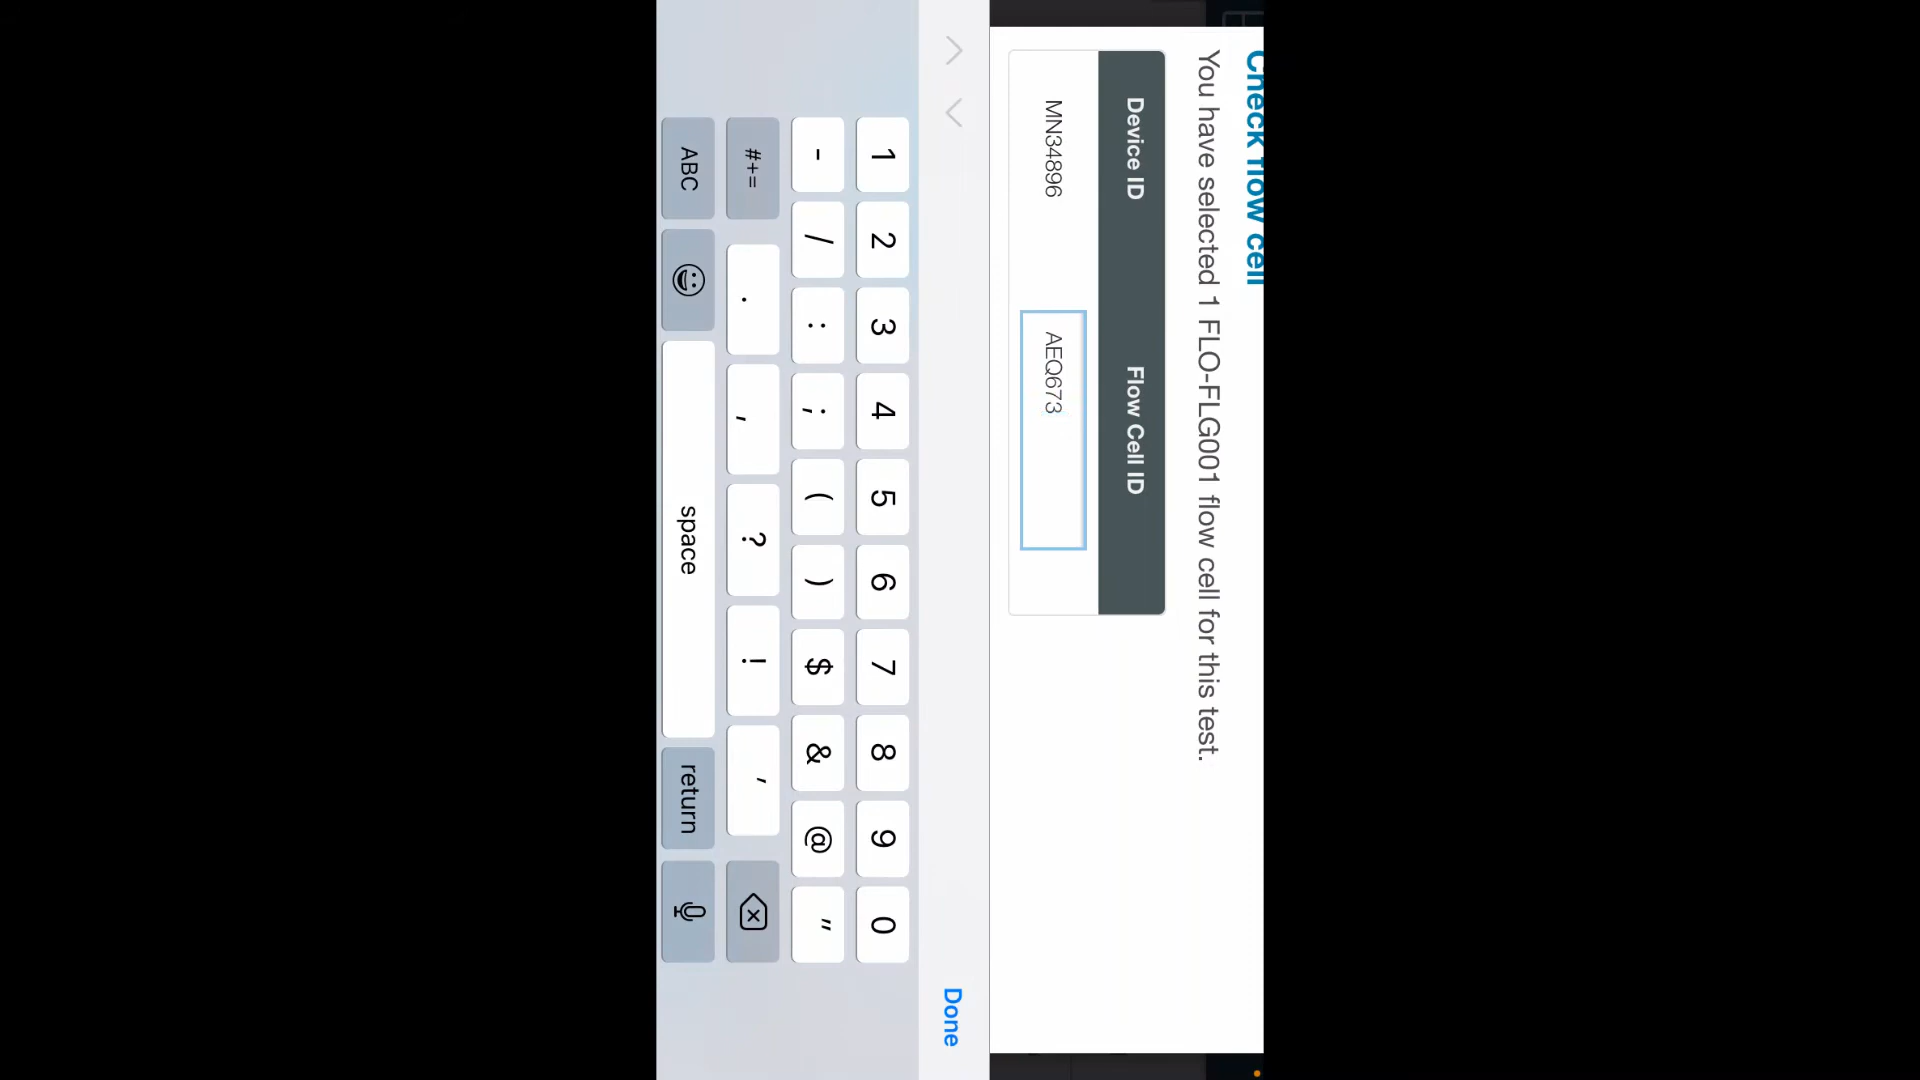 Check flow cell
You have selected 1 FLO-FLG001 flow cell for this test.
Device ID Flow Cell ID
MN34896 AEQ673
Done
1 2 3 4 5 6 7 8 9 0
- / : ; ( ) $ & @ "
#+= . , ? ! '
ABC space return